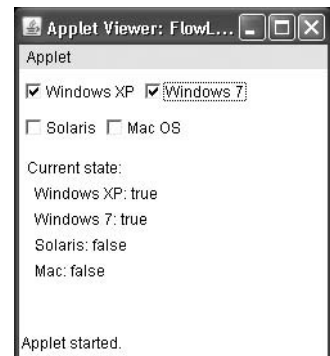 Applet Viewer: FlowL...
Applet
Windows XP Windows 7
Solaris Mac OS
Current state:
Windows XP: true
Windows 7: true
Solaris: false
Mac: false
Applet started.